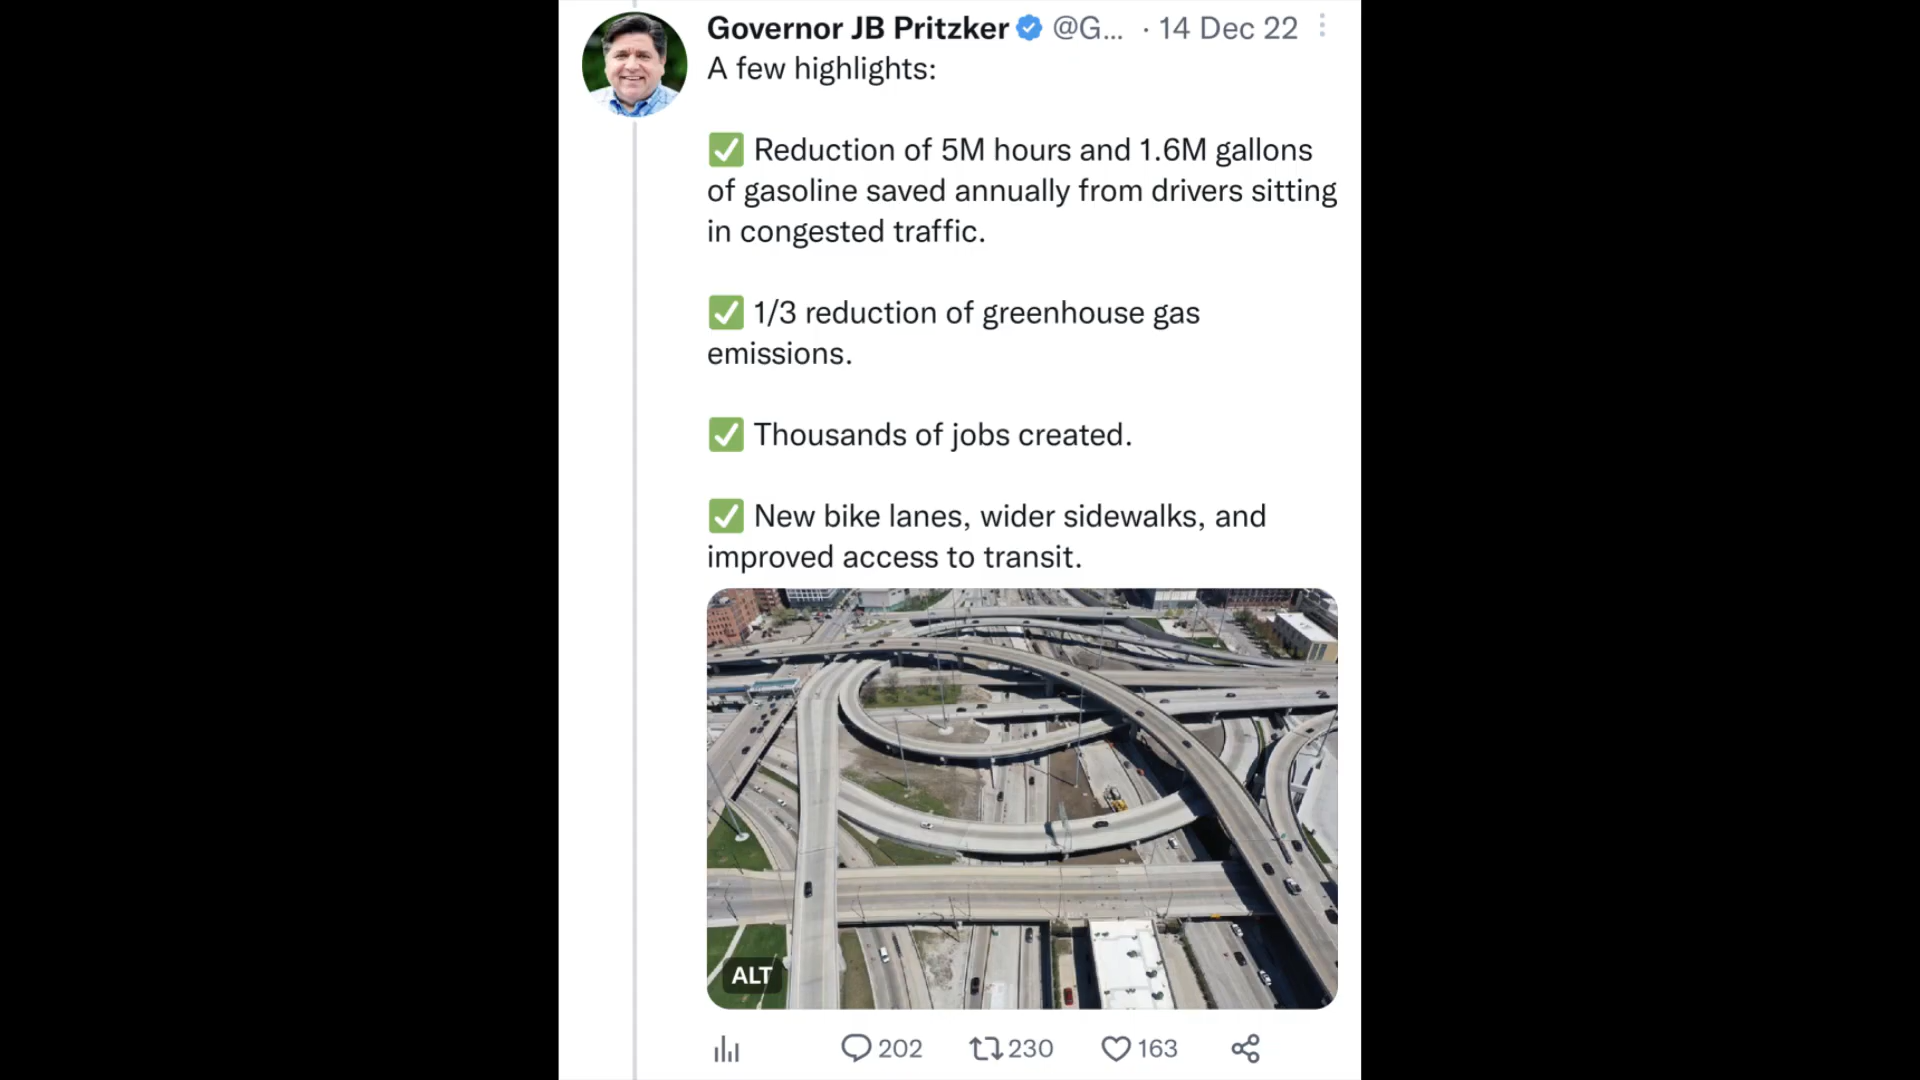 Governor JB Pritzker @G... · 14 Dec 22
A few highlights:
✅ Reduction of 5M hours and 1.6M gallons
of gasoline saved annually from drivers sitting
in congested traffic.
✅ 1/3 reduction of greenhouse gas
emissions.
✅ Thousands of jobs created.
✅ New bike lanes, wider sidewalks, and
improved access to transit.
ALT
202 230 163